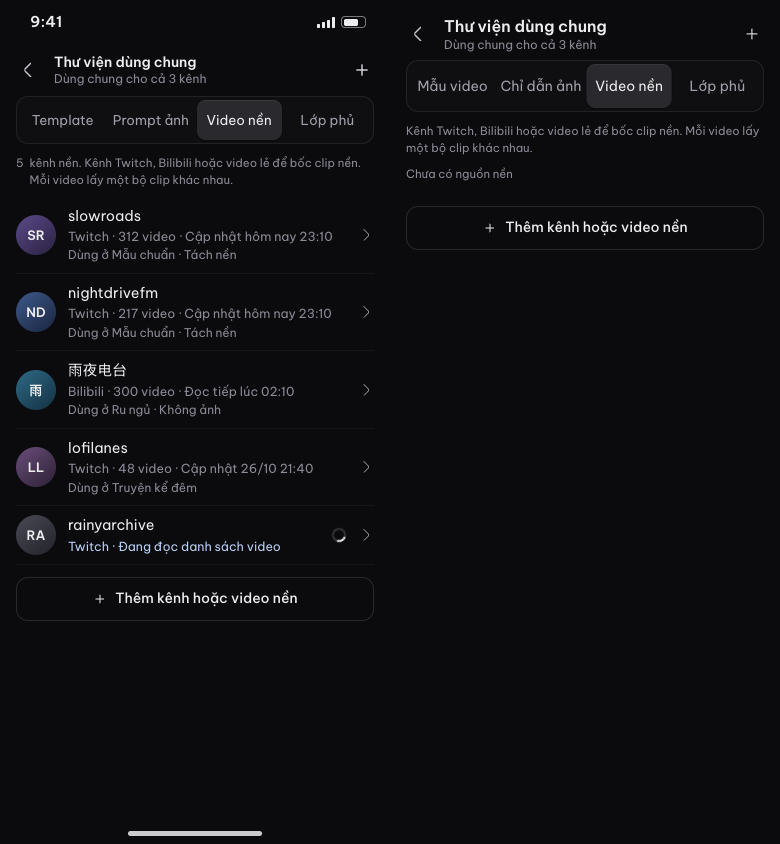 9:41
Thư viện dùng chung
Dùng chung cho cả 3 kênh
Template Prompt ảnh Video nền Lớp phủ
5 kênh nền. Kênh Twitch, Bilibili hoặc video lẻ để bốc clip nền.
Mỗi video lấy một bộ clip khác nhau.
SR
slowroads
Twitch · 312 video · Cập nhật hôm nay 23:10
Dùng ở Mẫu chuẩn · Tách nền
ND
nightdrivefm
Twitch · 217 video · Cập nhật hôm nay 23:10
Dùng ở Mẫu chuẩn · Tách nền
雨
雨夜电台
Bilibili · 300 video · Đọc tiếp lúc 02:10
Dùng ở Ru ngủ · Không ảnh
LL
lofilanes
Twitch · 48 video · Cập nhật 26/10 21:40
Dùng ở Truyện kể đêm
RA
rainyarchive
Twitch · Đang đọc danh sách video
+ Thêm kênh hoặc video nền
Thư viện dùng chung
Dùng chung cho cả 3 kênh
Mẫu video Chỉ dẫn ảnh Video nền Lớp phủ
Kênh Twitch, Bilibili hoặc video lẻ để bốc clip nền. Mỗi video lấy
một bộ clip khác nhau.
Chưa có nguồn nền
+ Thêm kênh hoặc video nền